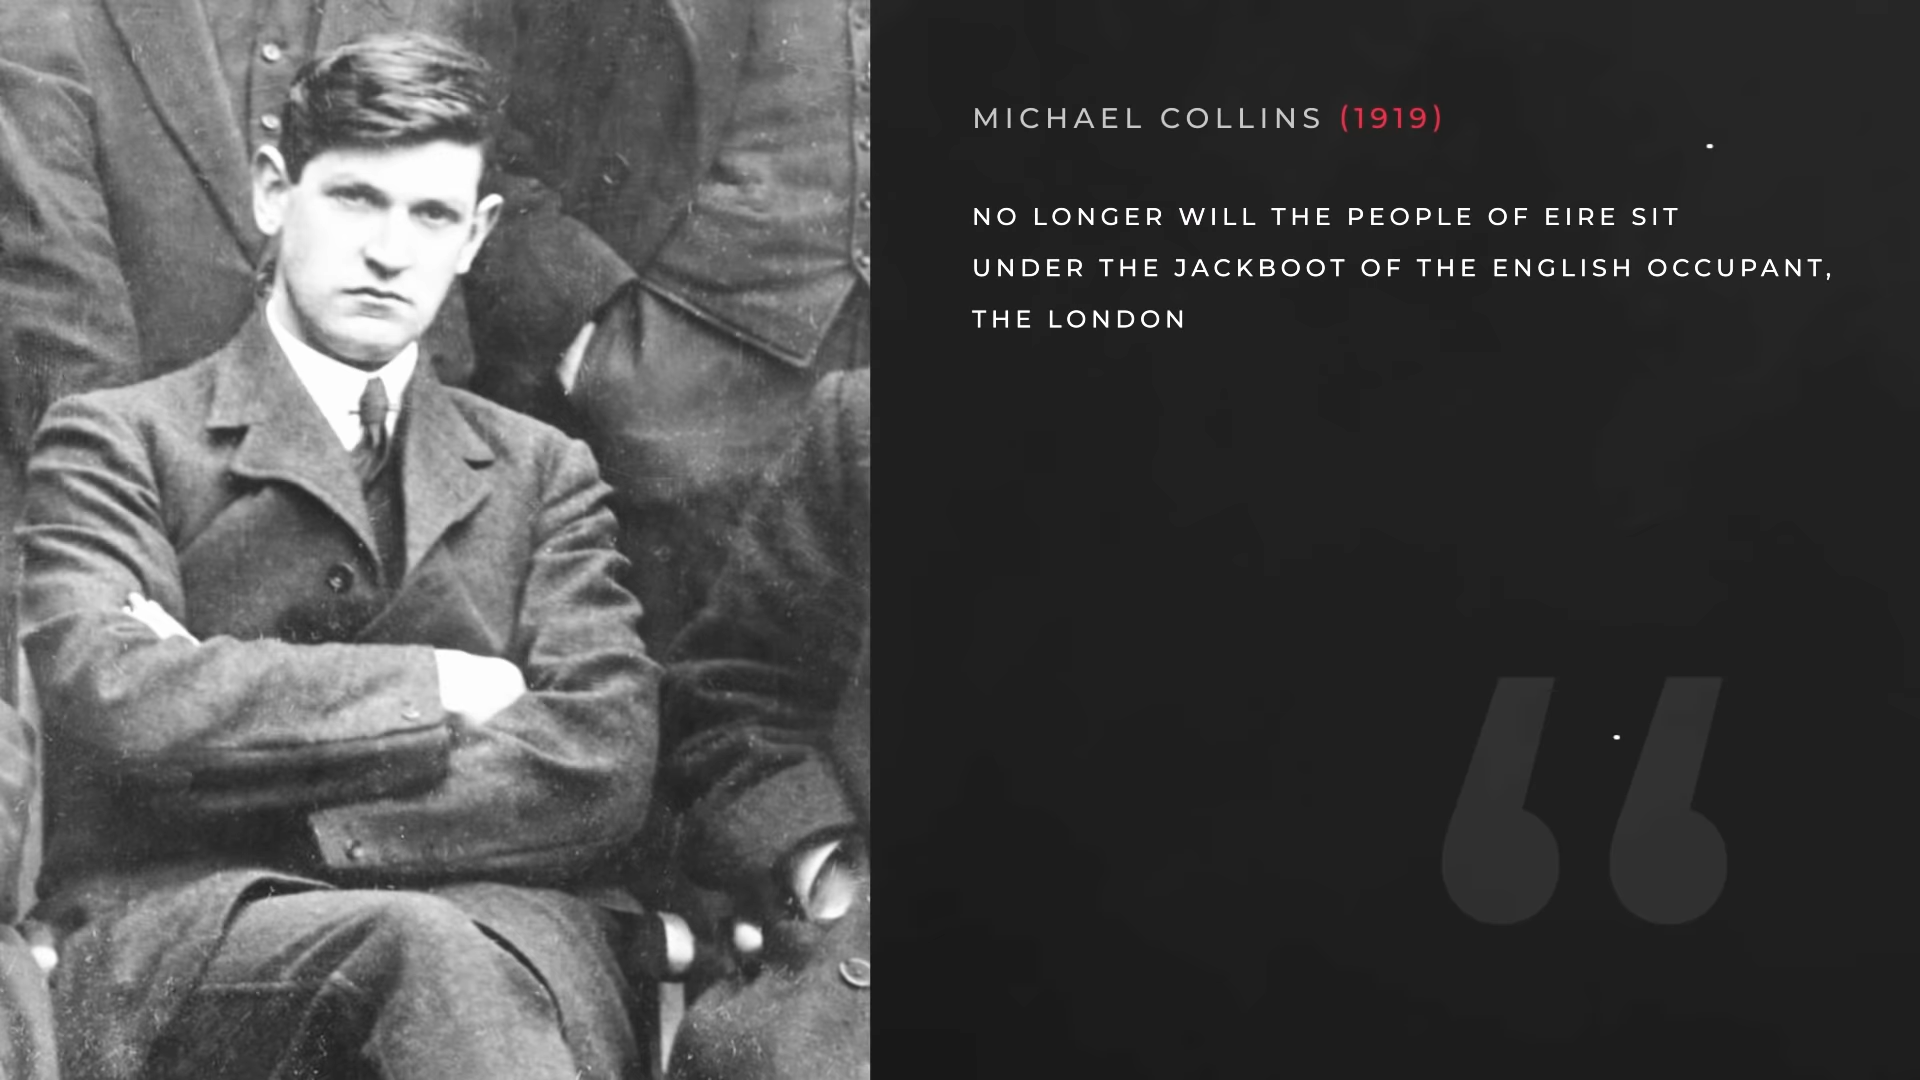 MICHAEL COLLINS (1919)
NO LONGER WILL THE PEOPLE OF EIRE SIT
UNDER THE JACKBOOT OF THE ENGLISH OCCUPANT,
THE LONDON
“